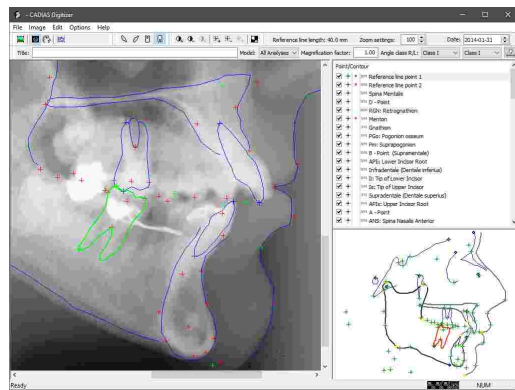 - CADIAS Digitizer
File Image Edit Options Help
Reference line length: 40.0 mm Zoom settings: 100 Date: 2014-01-31
Title: Model: All Analyses Magnification factor: 1.00 Angle class R/L: Class I Class I
Point/Contour
Reference line point 1
Reference line point 2
Spina Mentalis
D - Point
RGN: Retrognathion
Menton
Gnathion
PGo: Pogonion osseum
Pm: Suprapogonion
B - Point (Supramentale)
APIi: Lower Incisor Root
Infradentale (Dentale inferius)
Ii: Tip of Lower Incisor
Is: Tip of Upper Incisor
Supradentale (Dentale superius)
APIs: Upper Incisor Root
A - Point
ANS: Spina Nasalis Anterior
Ready NUM